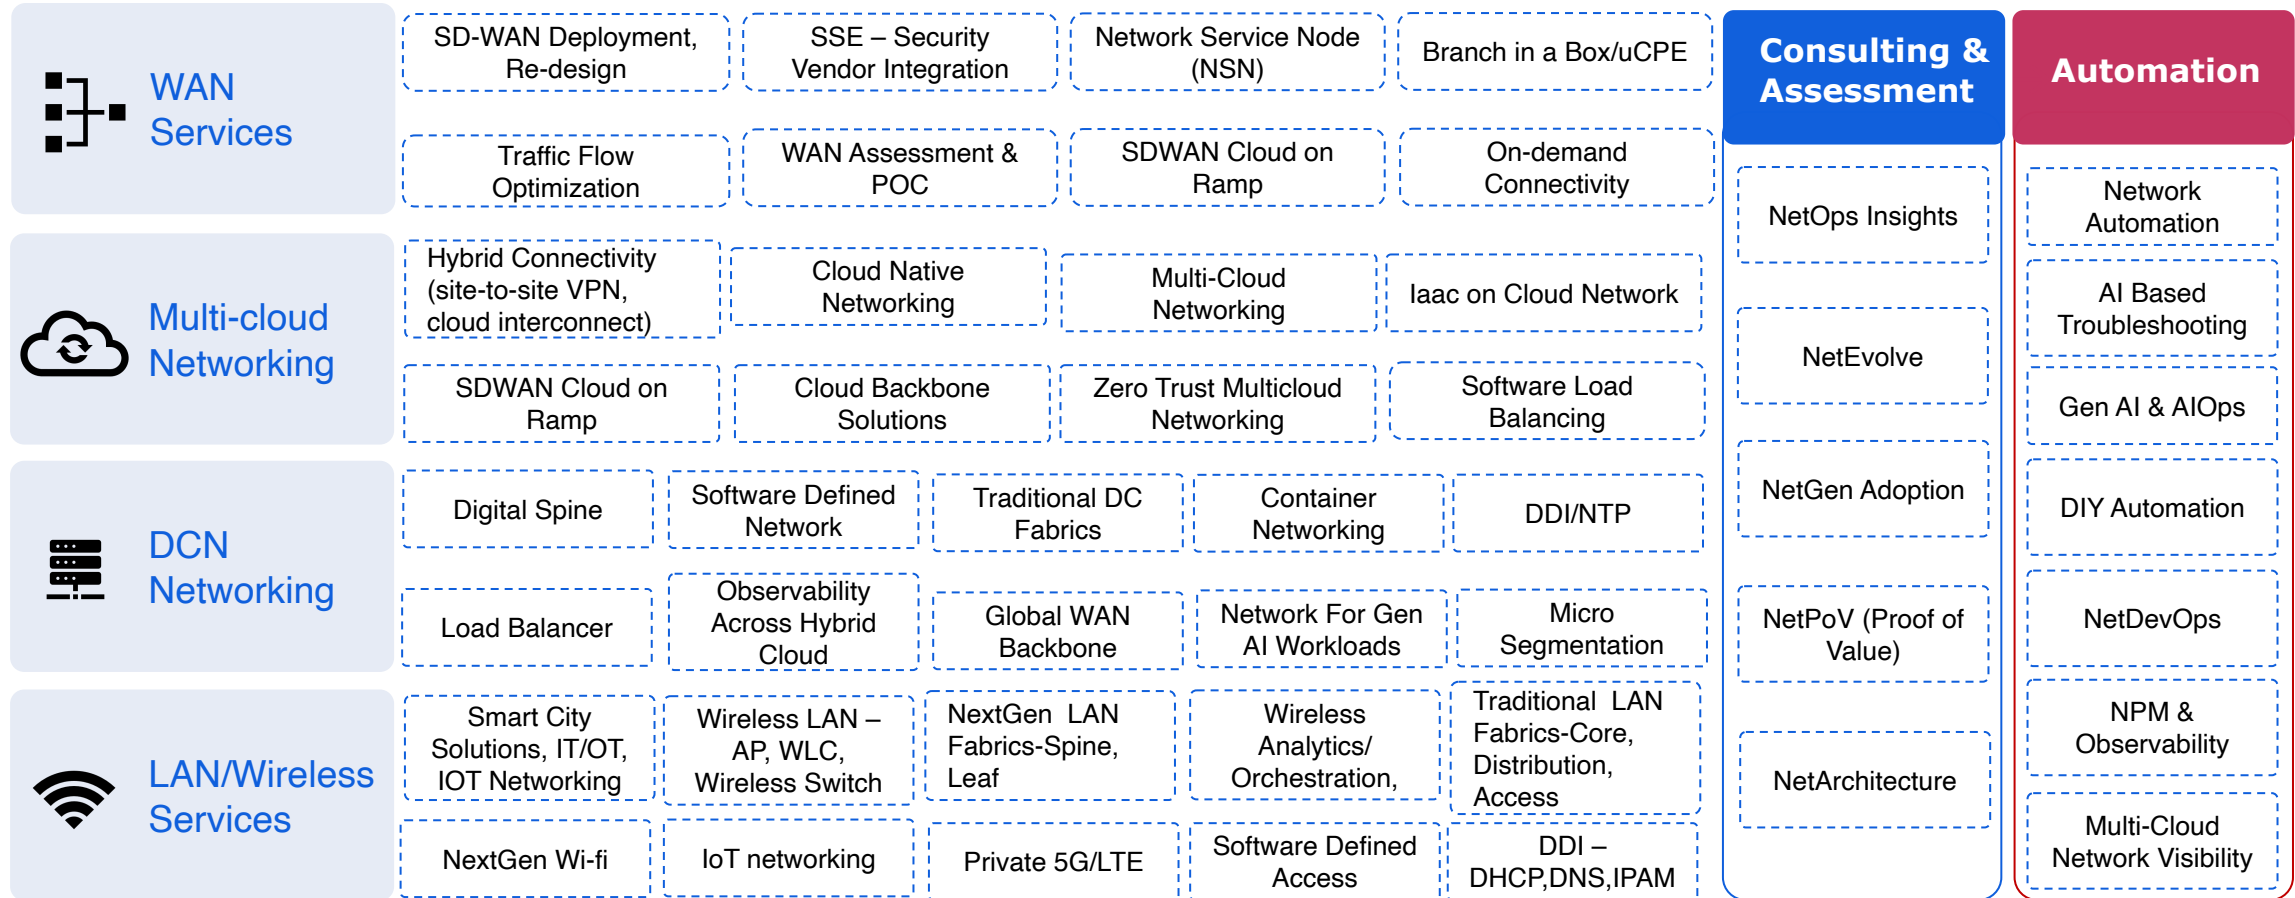 WAN
Services
SD-WAN Deployment,
Re-design
SSE – Security
Vendor Integration
Network Service Node
(NSN)
Branch in a Box/uCPE
Traffic Flow
Optimization
WAN Assessment &
POC
SDWAN Cloud on
Ramp
On-demand
Connectivity
Multi-cloud
Networking
Hybrid Connectivity
(site-to-site VPN,
cloud interconnect)
Cloud Native
Networking
Multi-Cloud
Networking
Iaac on Cloud Network
SDWAN Cloud on
Ramp
Cloud Backbone
Solutions
Zero Trust Multicloud
Networking
Software Load
Balancing
DCN
Networking
Digital Spine
Software Defined
Network
Traditional DC
Fabrics
Container
Networking
DDI/NTP
Load Balancer
Observability
Across Hybrid
Cloud
Global WAN
Backbone
Network For Gen
AI Workloads
Micro
Segmentation
LAN/Wireless
Services
Smart City
Solutions, IT/OT,
IOT Networking
Wireless LAN –
AP, WLC,
Wireless Switch
NextGen  LAN
Fabrics-Spine,
Leaf
Wireless
Analytics/
Orchestration,
Traditional  LAN
Fabrics-Core,
Distribution,
Access
NextGen Wi-fi
IoT networking
Private 5G/LTE
Software Defined
Access
DDI –
DHCP,DNS,IPAM
Consulting &
Assessment
NetOps Insights
NetEvolve
NetGen Adoption
NetPoV (Proof of
Value)
NetArchitecture
Automation
Network
Automation
AI Based
Troubleshooting
Gen AI & AIOps
DIY Automation
NetDevOps
NPM &
Observability
Multi-Cloud
Network Visibility